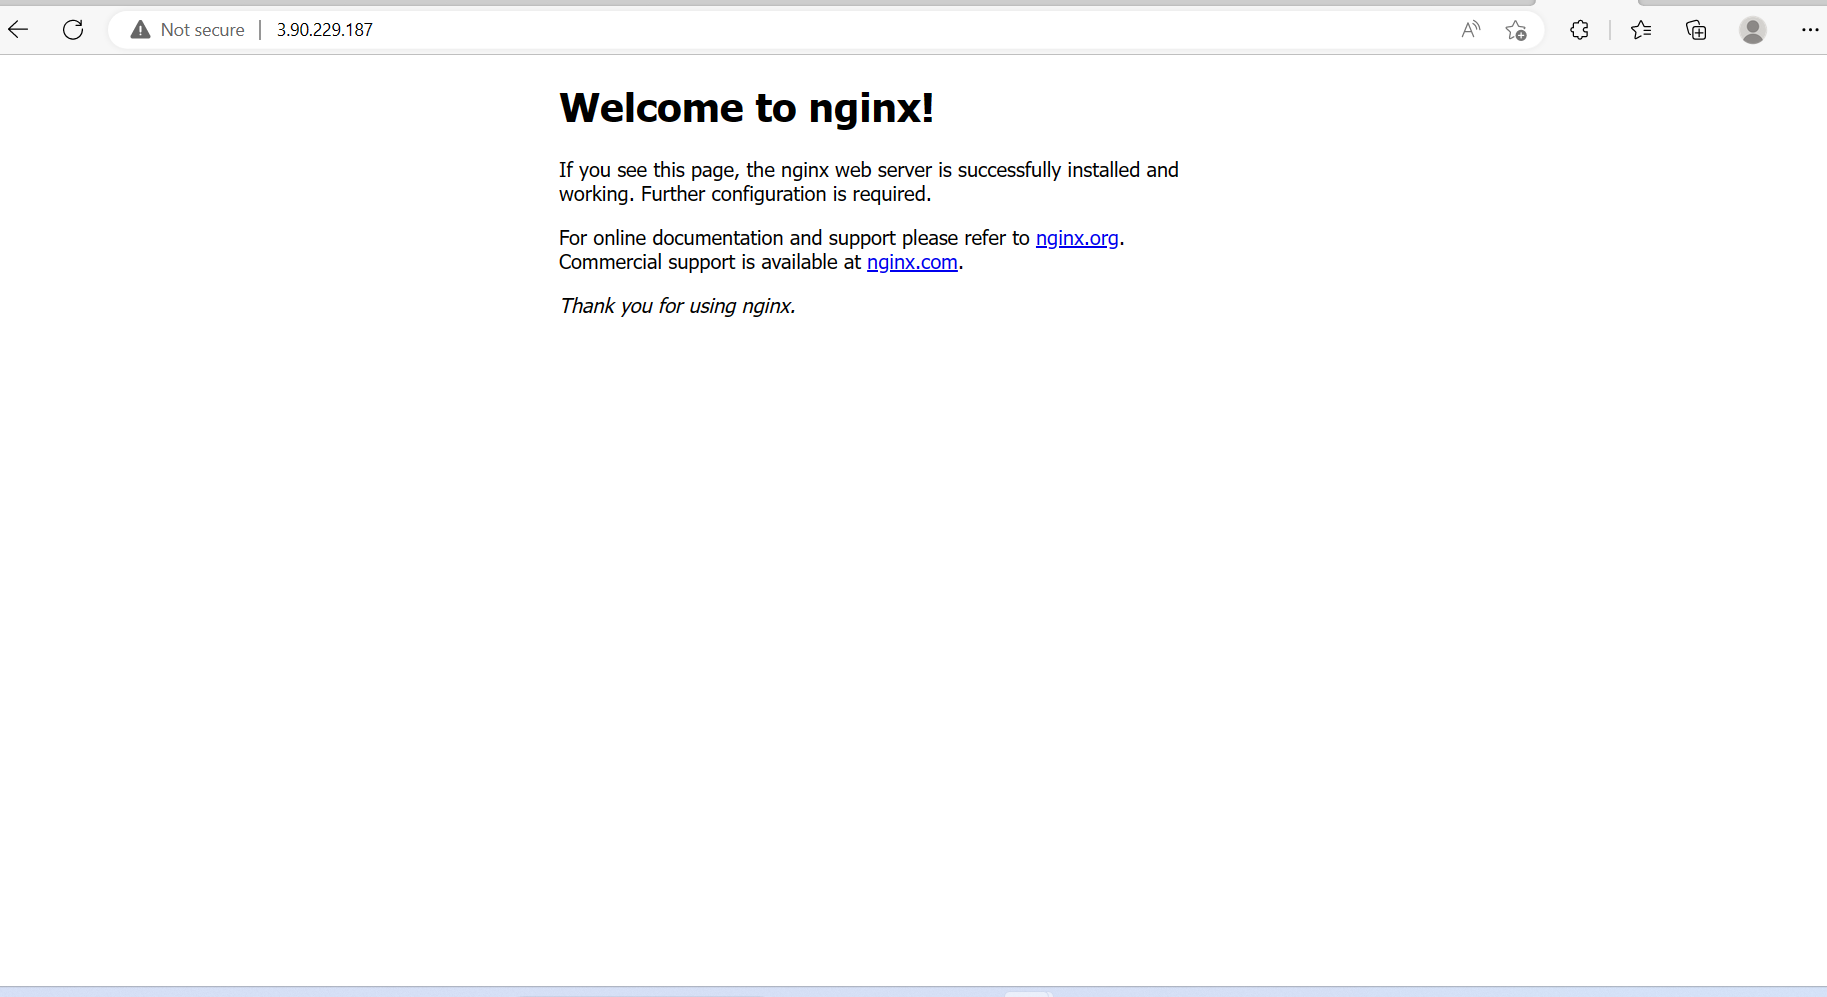 Not secure | 3.90.229.187
Welcome to nginx!
If you see this page, the nginx web server is successfully installed and
working. Further configuration is required.
For online documentation and support please refer to nginx.org.
Commercial support is available at nginx.com.
Thank you for using nginx.